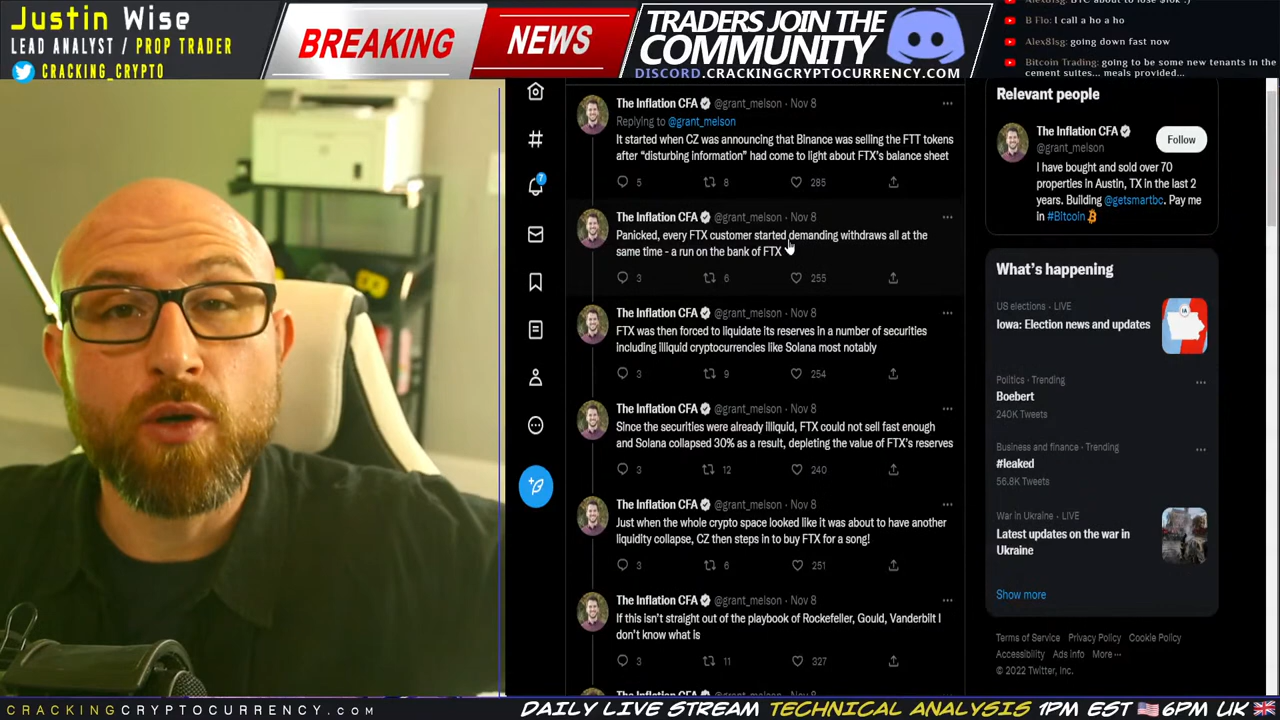 Justin Wise
LEAD ANALYST / PROP TRADER
CRACKING_CRYPTO
BREAKING
NEWS
TRADERS JOIN THE
COMMUNITY
DISCORD.CRACKINGCRYPTOCURRENCY.COM
B Flo: I call a ho a ho
Alex8lsg: going down fast now
Bitcoin Trading: going to be some new tenants in the
cement suites... meals provided...
7
The Inflation CFA @grant_melson · Nov 8
Replying to @grant_melson
It started when CZ was announcing that Binance was selling the FTT tokens
after “disturbing information” had come to light about FTX’s balance sheet
5 8 285
The Inflation CFA @grant_melson · Nov 8
Panicked, every FTX customer started demanding withdraws all at the
same time - a run on the bank of FTX
3 6 255
The Inflation CFA @grant_melson · Nov 8
FTX was then forced to liquidate its reserves in a number of securities
including illiquid cryptocurrencies like Solana most notably
3 9 254
The Inflation CFA @grant_melson · Nov 8
Since the securities were already illiquid, FTX could not sell fast enough
and Solana collapsed 30% as a result, depleting the value of FTX’s reserves
3 12 240
The Inflation CFA @grant_melson · Nov 8
Just when the whole crypto space looked like it was about to have another
liquidity collapse, CZ then steps in to buy FTX for a song!
3 6 251
The Inflation CFA @grant_melson · Nov 8
If this isn’t straight out of the playbook of Rockefeller, Gould, Vanderbilt I
don’t know what is
3 11 327
Relevant people
The Inflation CFA
@grant_melson
Follow
I have bought and sold over 70
properties in Austin, TX in the last 2
years. Building @getsmartbc. Pay me
in #Bitcoin
What’s happening
US elections · LIVE
Iowa: Election news and updates
Politics · Trending
Boebert
240K Tweets
Business and finance · Trending
#leaked
56.8K Tweets
War in Ukraine · LIVE
Latest updates on the war in
Ukraine
Show more
Terms of Service Privacy Policy Cookie Policy
Accessibility Ads info More ···
© 2022 Twitter, Inc.
CRACKINGCRYPTOCURRENCY.COM
DAILY LIVE STREAM TECHNICAL ANALYSIS 1PM EST 6PM UK